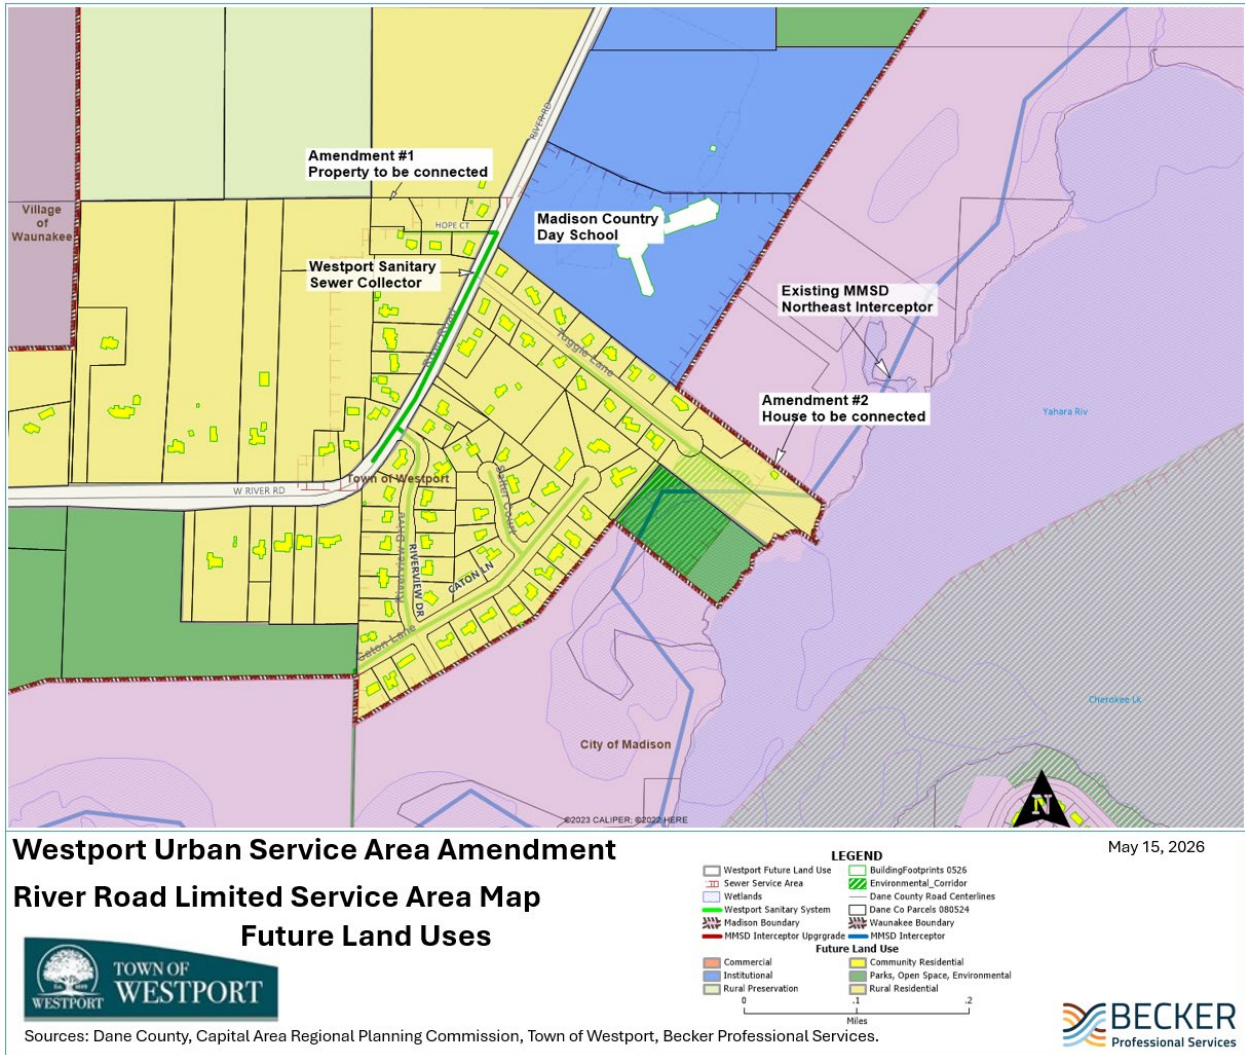 RIVER RD
Amendment #1
Property to be connected
Village
of
Waunakee
HOPE CT
Madison Country
Day School
Westport Sanitary
Sewer Collector
Existing MMSD
Northeast Interceptor
Tuggle Lane
Amendment #2
House to be connected
Yahara Riv
Town of Westport
W RIVER RD
Riverview Drive
RIVERVIEW DR
CATON LN
Caton Lane
City of Madison
Cherokee Lk
N
©2023 CALIPER; ©2022 HERE
Westport Urban Service Area Amendment
River Road Limited Service Area Map
Future Land Uses
May 15, 2026
LEGEND
Westport Future Land Use
BuildingFootprints 0526
Sewer Service Area
Environmental_Corridor
Wetlands
Dane County Road Centerlines
Westport Sanitary System
Dane Co Parcels 080524
Madison Boundary
Waunakee Boundary
MMSD Interceptor Upgrgrade
MMSD Interceptor
Future Land Use
Commercial
Community Residential
Institutional
Parks, Open Space, Environmental
Rural Preservation
Rural Residential
0 .1 .2
Miles
WESTPORT
TOWN OF
WESTPORT
BECKER
Professional Services
Sources: Dane County, Capital Area Regional Planning Commission, Town of Westport, Becker Professional Services.